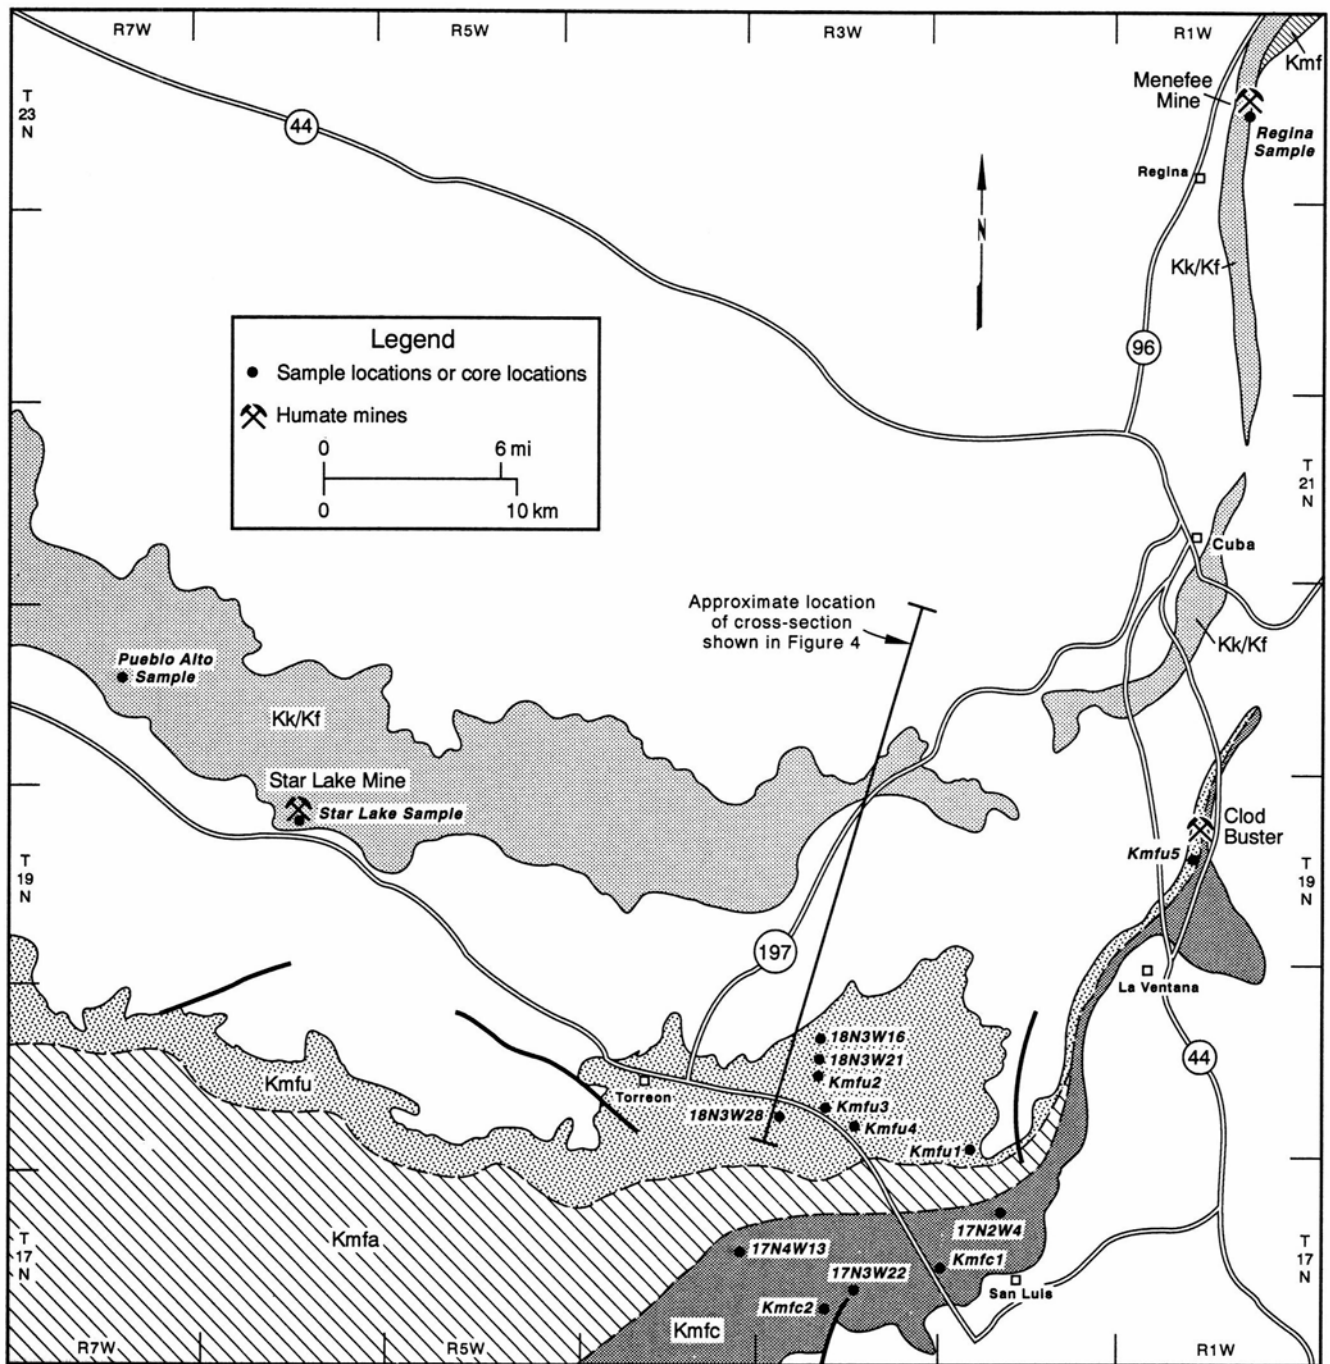 R7W
R5W
R3W
R1W
Kmf
Menefee
Mine
T
23
N
44
Regina
Sample
Regina
N
Kk/Kf
Legend
Sample locations or core locations
Humate mines
0
6 mi
0
10 km
96
T
21
N
Cuba
Approximate location
of cross-section
shown in Figure 4
Kk/Kf
Pueblo Alto
Sample
Kk/Kf
Star Lake Mine
Star Lake Sample
Clod
Buster
Kmfu5
T
19
N
T
19
N
197
La Ventana
18N3W16
18N3W21
Kmfu2
44
Kmfu
Torreon
18N3W28
Kmfu3
Kmfu4
Kmfu1
Kmfa
17N2W4
T
17
N
17N4W13
T
17
N
Kmfc1
17N3W22
San Luis
Kmfc2
Kmfc
R7W
R5W
R1W